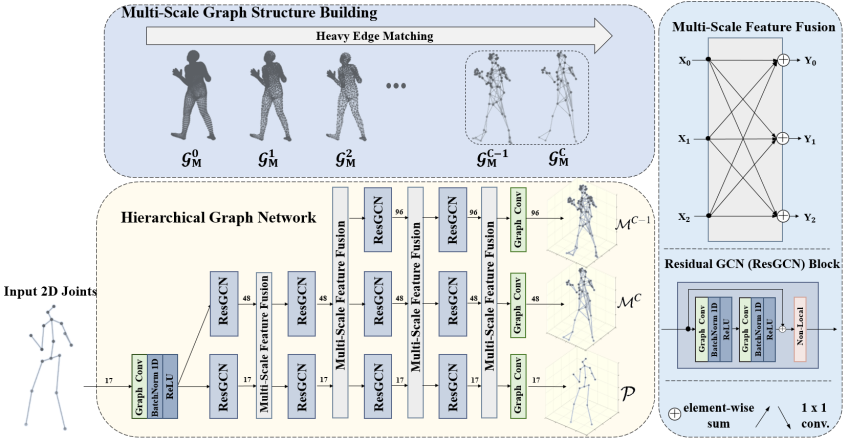 Multi-Scale Graph Structure Building
Heavy Edge Matching
𝒢⁰_M
𝒢¹_M
𝒢²_M
•••
𝒢^{C−1}_M
𝒢^C_M
Hierarchical Graph Network
Input 2D Joints
17
Graph Conv
BatchNorm 1D
ReLU
ResGCN
48
ResGCN
17
Multi-Scale Feature Fusion
ResGCN
48
ResGCN
17
Multi-Scale Feature Fusion
ResGCN
96
ResGCN
48
ResGCN
17
Multi-Scale Feature Fusion
ResGCN
96
ResGCN
48
ResGCN
17
Multi-Scale Feature Fusion
Graph Conv
96
ℳ^{C−1}
Graph Conv
48
ℳ^C
Graph Conv
17
𝒫
Multi-Scale Feature Fusion
X₀
Y₀
X₁
Y₁
X₂
Y₂
Residual GCN (ResGCN) Block
Graph Conv
BatchNorm 1D
ReLU
Graph Conv
BatchNorm 1D
ReLU
Non-Local
element-wise
sum
1 x 1
conv.